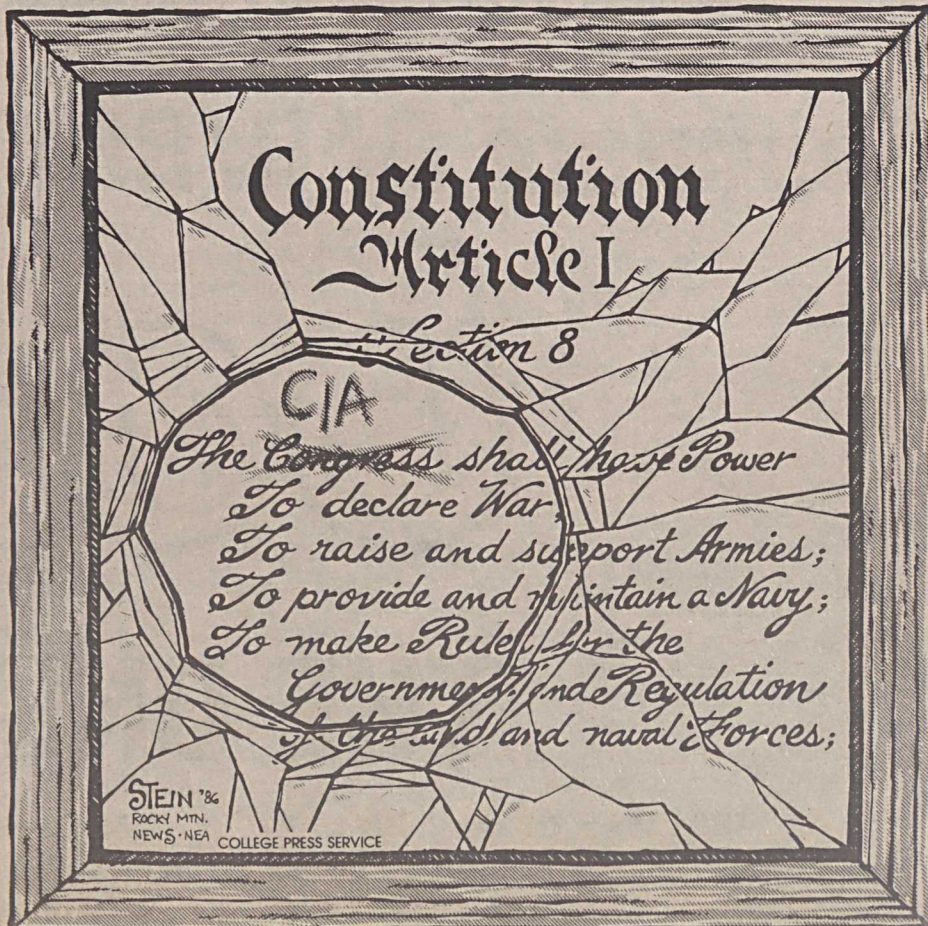 Constitution
Article I
Section 8
CIA
The Congress shall have Power
To declare War;
To raise and support Armies;
To provide and maintain a Navy;
To make Rules for the
Government and Regulation
of the land and naval Forces;
STEIN '86
ROCKY MTN.
NEWS·NEA
COLLEGE PRESS SERVICE